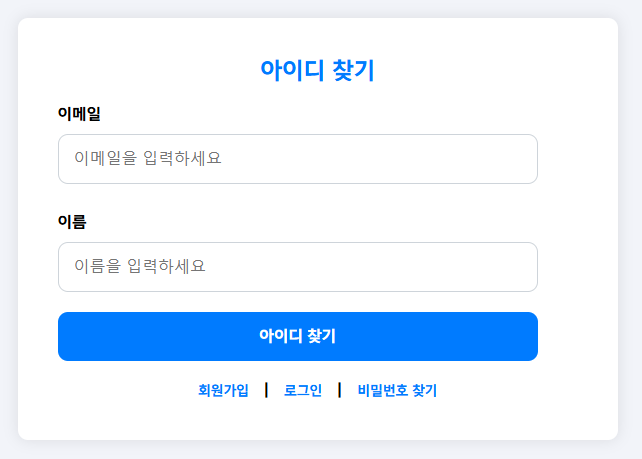 아이디 찾기
이메일
이메일을 입력하세요
이름
이름을 입력하세요
아이디 찾기
회원가입 | 로그인 | 비밀번호 찾기